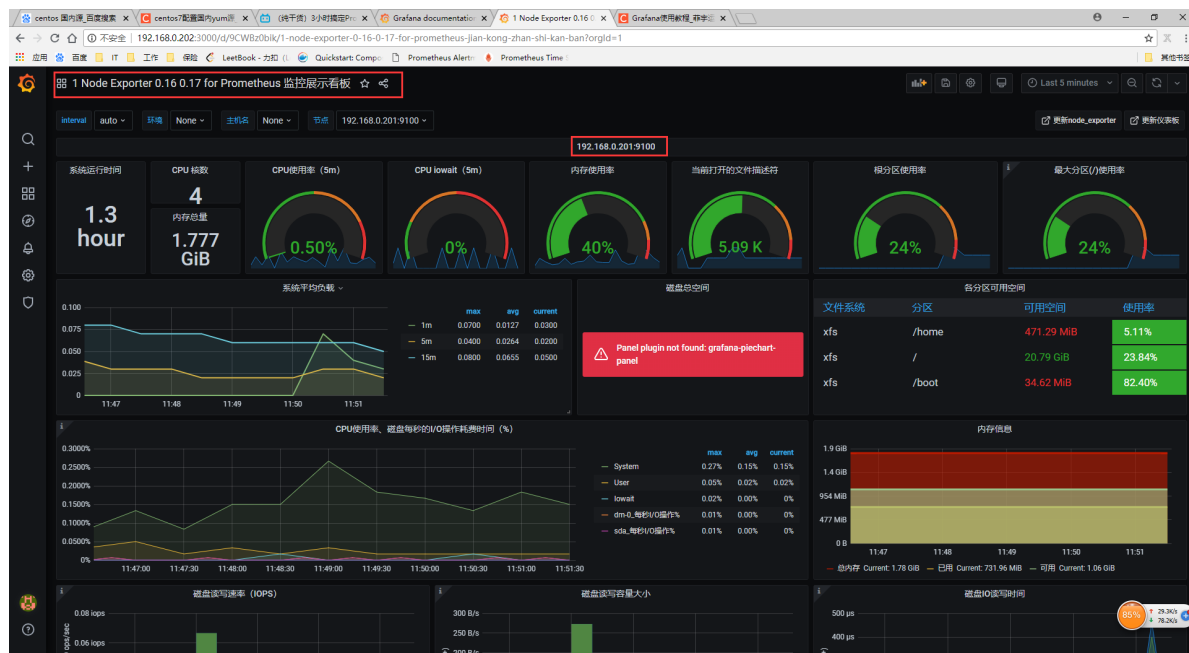 centos 国内源_百度搜索
centos7配置国内yum源
(纯干货) 3小时搞定Pr
Grafana documentation
1 Node Exporter 0.16 0
Grafana使用教程_菲宇
不安全 | 192.168.0.202:3000/d/9CWBz0bik/1-node-exporter-0-16-0-17-for-prometheus-jian-kong-zhan-shi-kan-ban?orgId=1
应用 百度 IT 工作 保险 LeetBook - 力扣 (L Quickstart: Compo Prometheus Alertm Prometheus Time 其他书签
1 Node Exporter 0.16 0.17 for Prometheus 监控展示看板
Last 5 minutes
interval auto 环境 None 主机名 None 节点 192.168.0.201:9100
更新node_exporter 更新仪表板
192.168.0.201:9100
系统运行时间
1.3
hour
CPU 核数
4
内存总量
1.777
GiB
CPU使用率（5m）
0.50%
CPU iowait（5m）
0%
内存使用率
40%
当前打开的文件描述符
5.09 K
根分区使用率
24%
最大分区(/)使用率
24%
系统平均负载
0.100
0.075
0.050
0.025
0
11:47 11:48 11:49 11:50 11:51
max avg current
1m 0.0700 0.0127 0.0300
5m 0.0400 0.0264 0.0200
15m 0.0800 0.0655 0.0500
磁盘总空间
Panel plugin not found: grafana-piechart-
panel
各分区可用空间
文件系统 分区 可用空间 使用率
xfs /home 471.29 MiB 5.11%
xfs / 20.79 GiB 23.84%
xfs /boot 34.62 MiB 82.40%
CPU使用率、磁盘每秒的I/O操作耗费时间（%）
0.3000%
0.2500%
0.2000%
0.1500%
0.1000%
0.0500%
0%
11:47:00 11:47:30 11:48:00 11:48:30 11:49:00 11:49:30 11:50:00 11:50:30 11:51:00 11:51:30
max avg current
System 0.27% 0.15% 0.15%
User 0.05% 0.02% 0.02%
Iowait 0.02% 0.00% 0%
dm-0_每秒I/O操作% 0.01% 0.00% 0%
sda_每秒I/O操作% 0.01% 0.00% 0%
内存信息
1.9 GiB
1.4 GiB
954 MiB
477 MiB
0 B
11:47 11:48 11:49 11:50 11:51
总内存 Current: 1.78 GiB 已用 Current: 731.96 MiB 可用 Current: 1.06 GiB
磁盘读写速率（IOPS）
0.08 iops
0.06 iops
ops/sec
磁盘读写容量大小
300 B/s
250 B/s
200 B/s
磁盘IO读写时间
500 µs
400 µs
85%
29.3K/s
78.2K/s